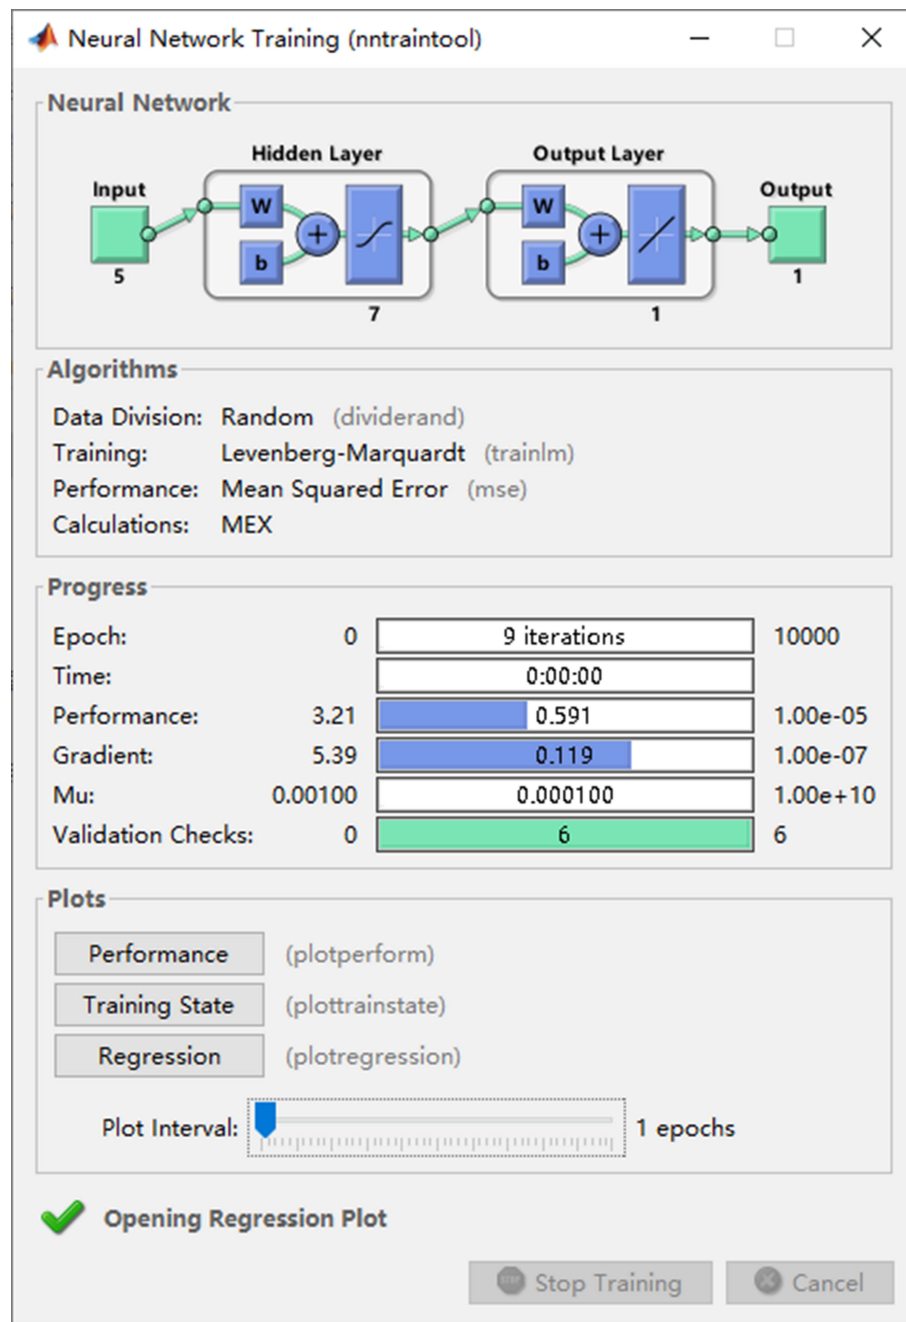 Neural Network Training (nntraintool)
Neural Network
Hidden Layer Output Layer
Input Output
W W
b b
5 1
7 1
Algorithms
Data Division: Random (dividerand)
Training: Levenberg-Marquardt (trainlm)
Performance: Mean Squared Error (mse)
Calculations: MEX
Progress
Epoch: 0 9 iterations 10000
Time: 0:00:00
Performance: 3.21 0.591 1.00e-05
Gradient: 5.39 0.119 1.00e-07
Mu: 0.00100 0.000100 1.00e+10
Validation Checks: 0 6 6
Plots
Performance (plotperform)
Training State (plottrainstate)
Regression (plotregression)
Plot Interval: 1 epochs
Opening Regression Plot
STOP Stop Training Cancel